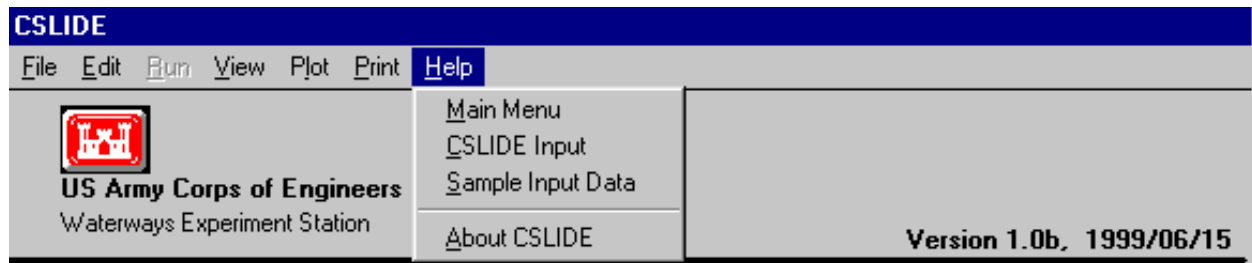 CSLIDE
File Edit Run View Plot Print Help
Main Menu
CSLIDE Input
Sample Input Data
About CSLIDE
US Army Corps of Engineers
Waterways Experiment Station
Version 1.0b, 1999/06/15